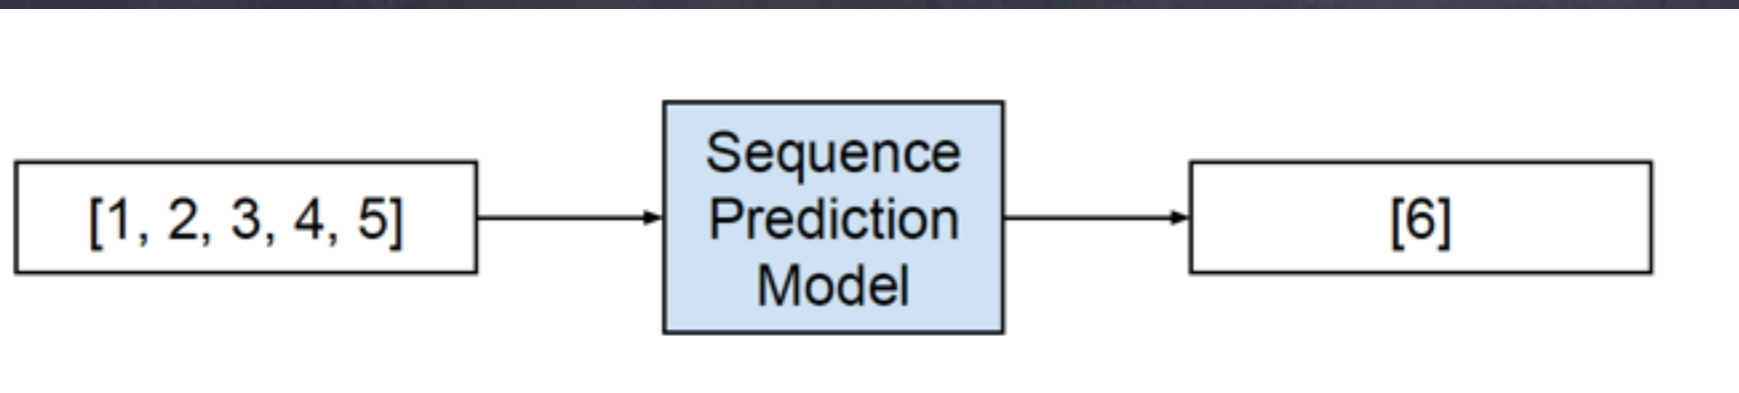 [1, 2, 3, 4, 5]
Sequence
Prediction
Model
[6]